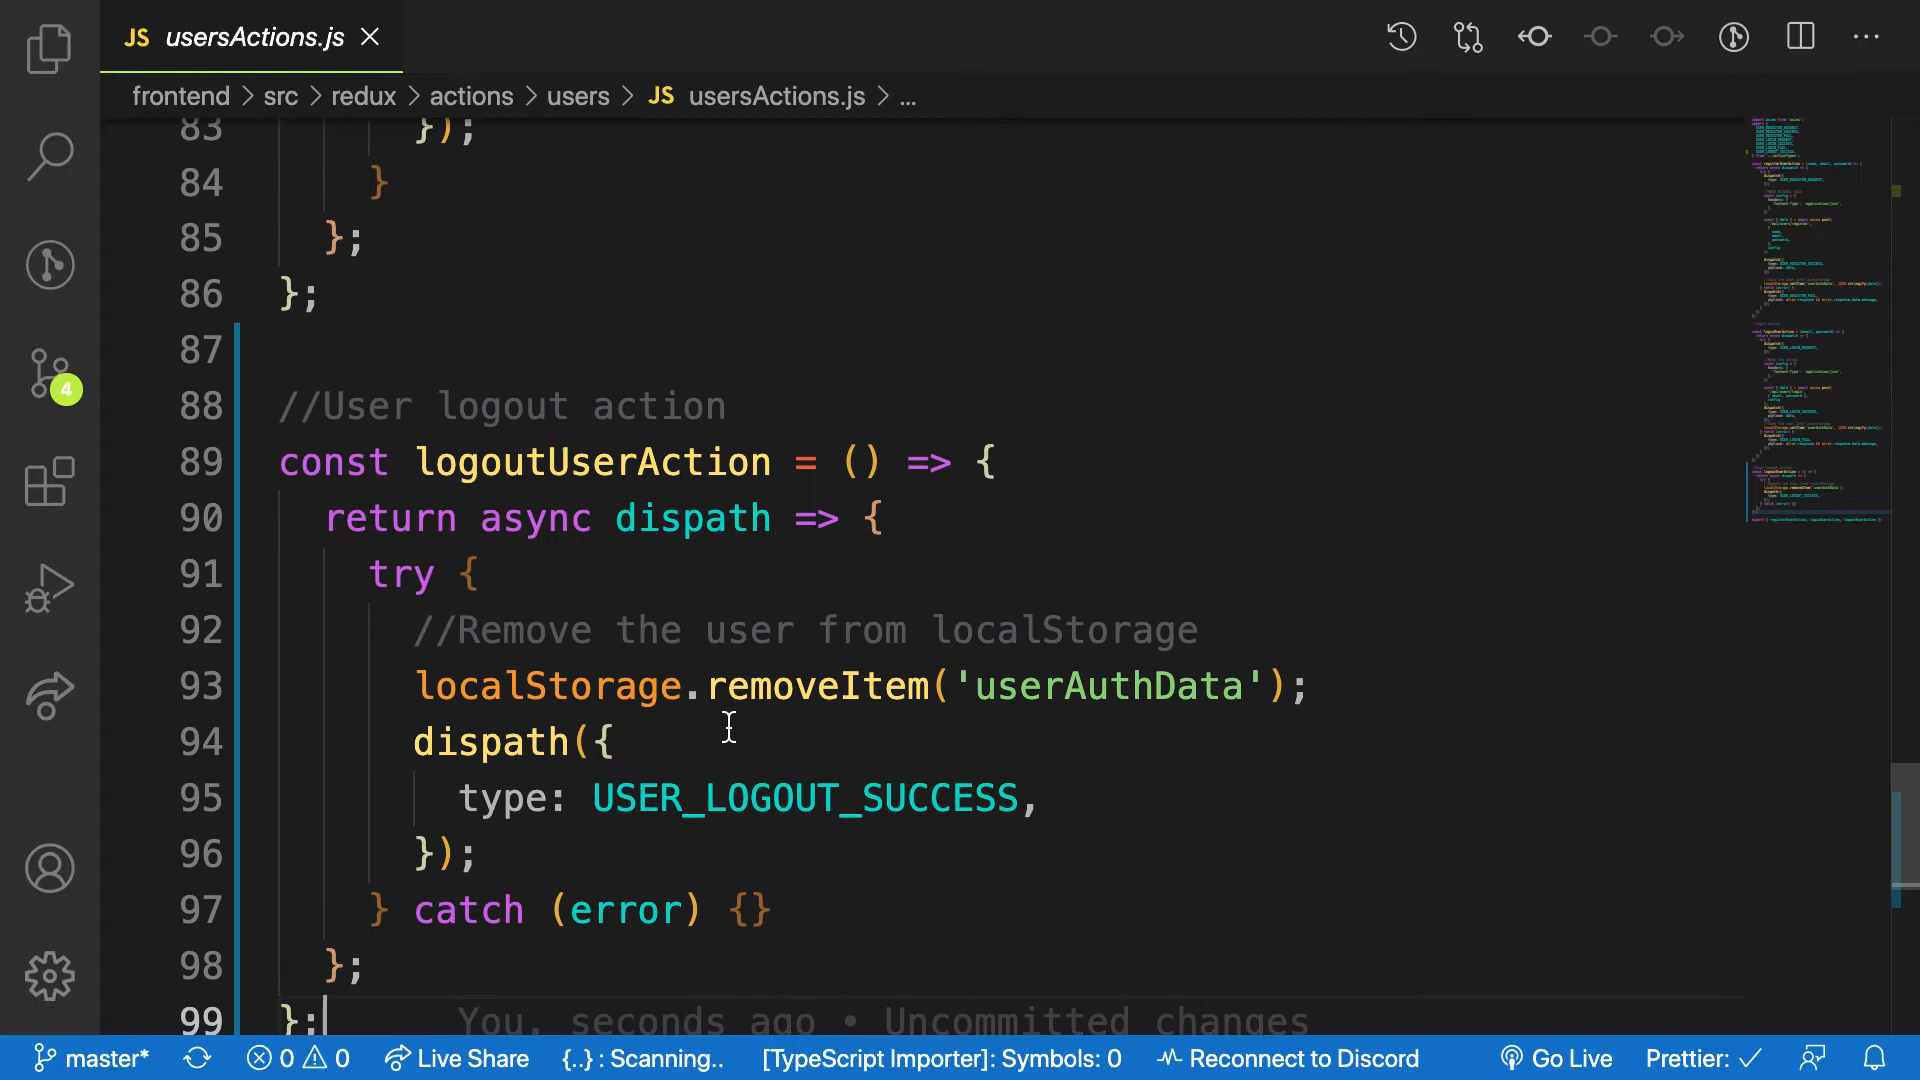 JS usersActions.js
frontend > src > redux > actions > users > JS usersActions.js > ...
83 });
84 }
85 };
86 };
87
88 //User logout action
89 const logoutUserAction = () => {
90 return async dispath => {
91 try {
92 //Remove the user from localStorage
93 localStorage.removeItem('userAuthData');
94 dispath({
95 type: USER_LOGOUT_SUCCESS,
96 });
97 } catch (error) {}
98 };
99 }; You, seconds ago • Uncommitted changes
4
master* 0 0 Live Share {..} : Scanning.. [TypeScript Importer]: Symbols: 0 Reconnect to Discord Go Live Prettier: ✓